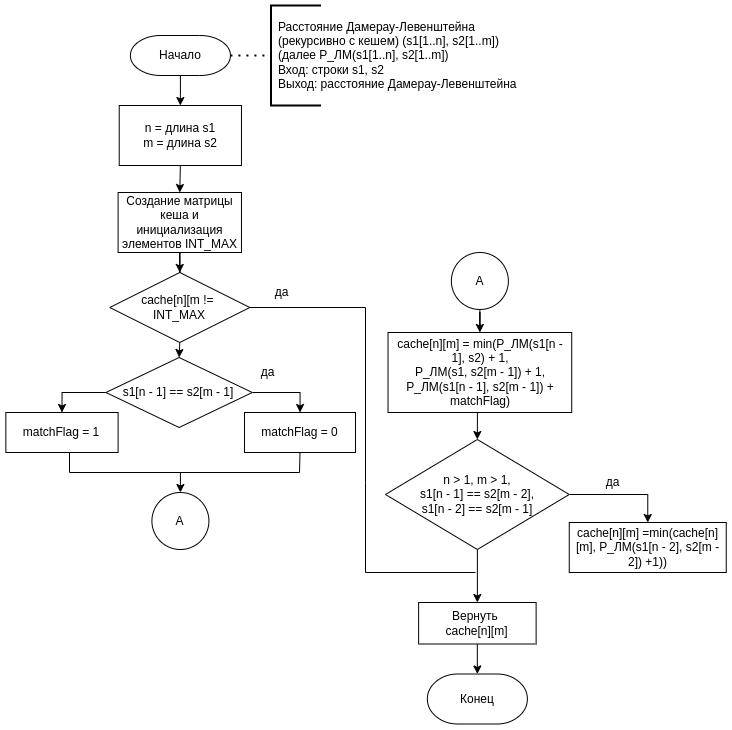 Расстояние Дамерау-Левенштейна
(рекурсивно с кешем) (s1[1..n], s2[1..m])
(далее Р_ЛМ(s1[1..n], s2[1..m])
Вход: строки s1, s2
Выход: расстояние Дамерау-Левенштейна
Начало
n = длина s1
m = длина s2
Создание матрицы
кеша и
инициализация
элементов INT_MAX
cache[n][m !=
INT_MAX
да
s1[n - 1] == s2[m - 1]
да
matchFlag = 1
matchFlag = 0
А
А
cache[n][m] = min(Р_ЛМ(s1[n -
1], s2) + 1,
Р_ЛМ(s1, s2[m - 1]) + 1,
Р_ЛМ(s1[n - 1], s2[m - 1]) +
matchFlag)
n > 1, m > 1,
s1[n - 1] == s2[m - 2],
s1[n - 2] == s2[m - 1]
да
cache[n][m] =min(cache[n]
[m], Р_ЛМ(s1[n - 2], s2[m -
2]) +1))
Вернуть
cache[n][m]
Конец